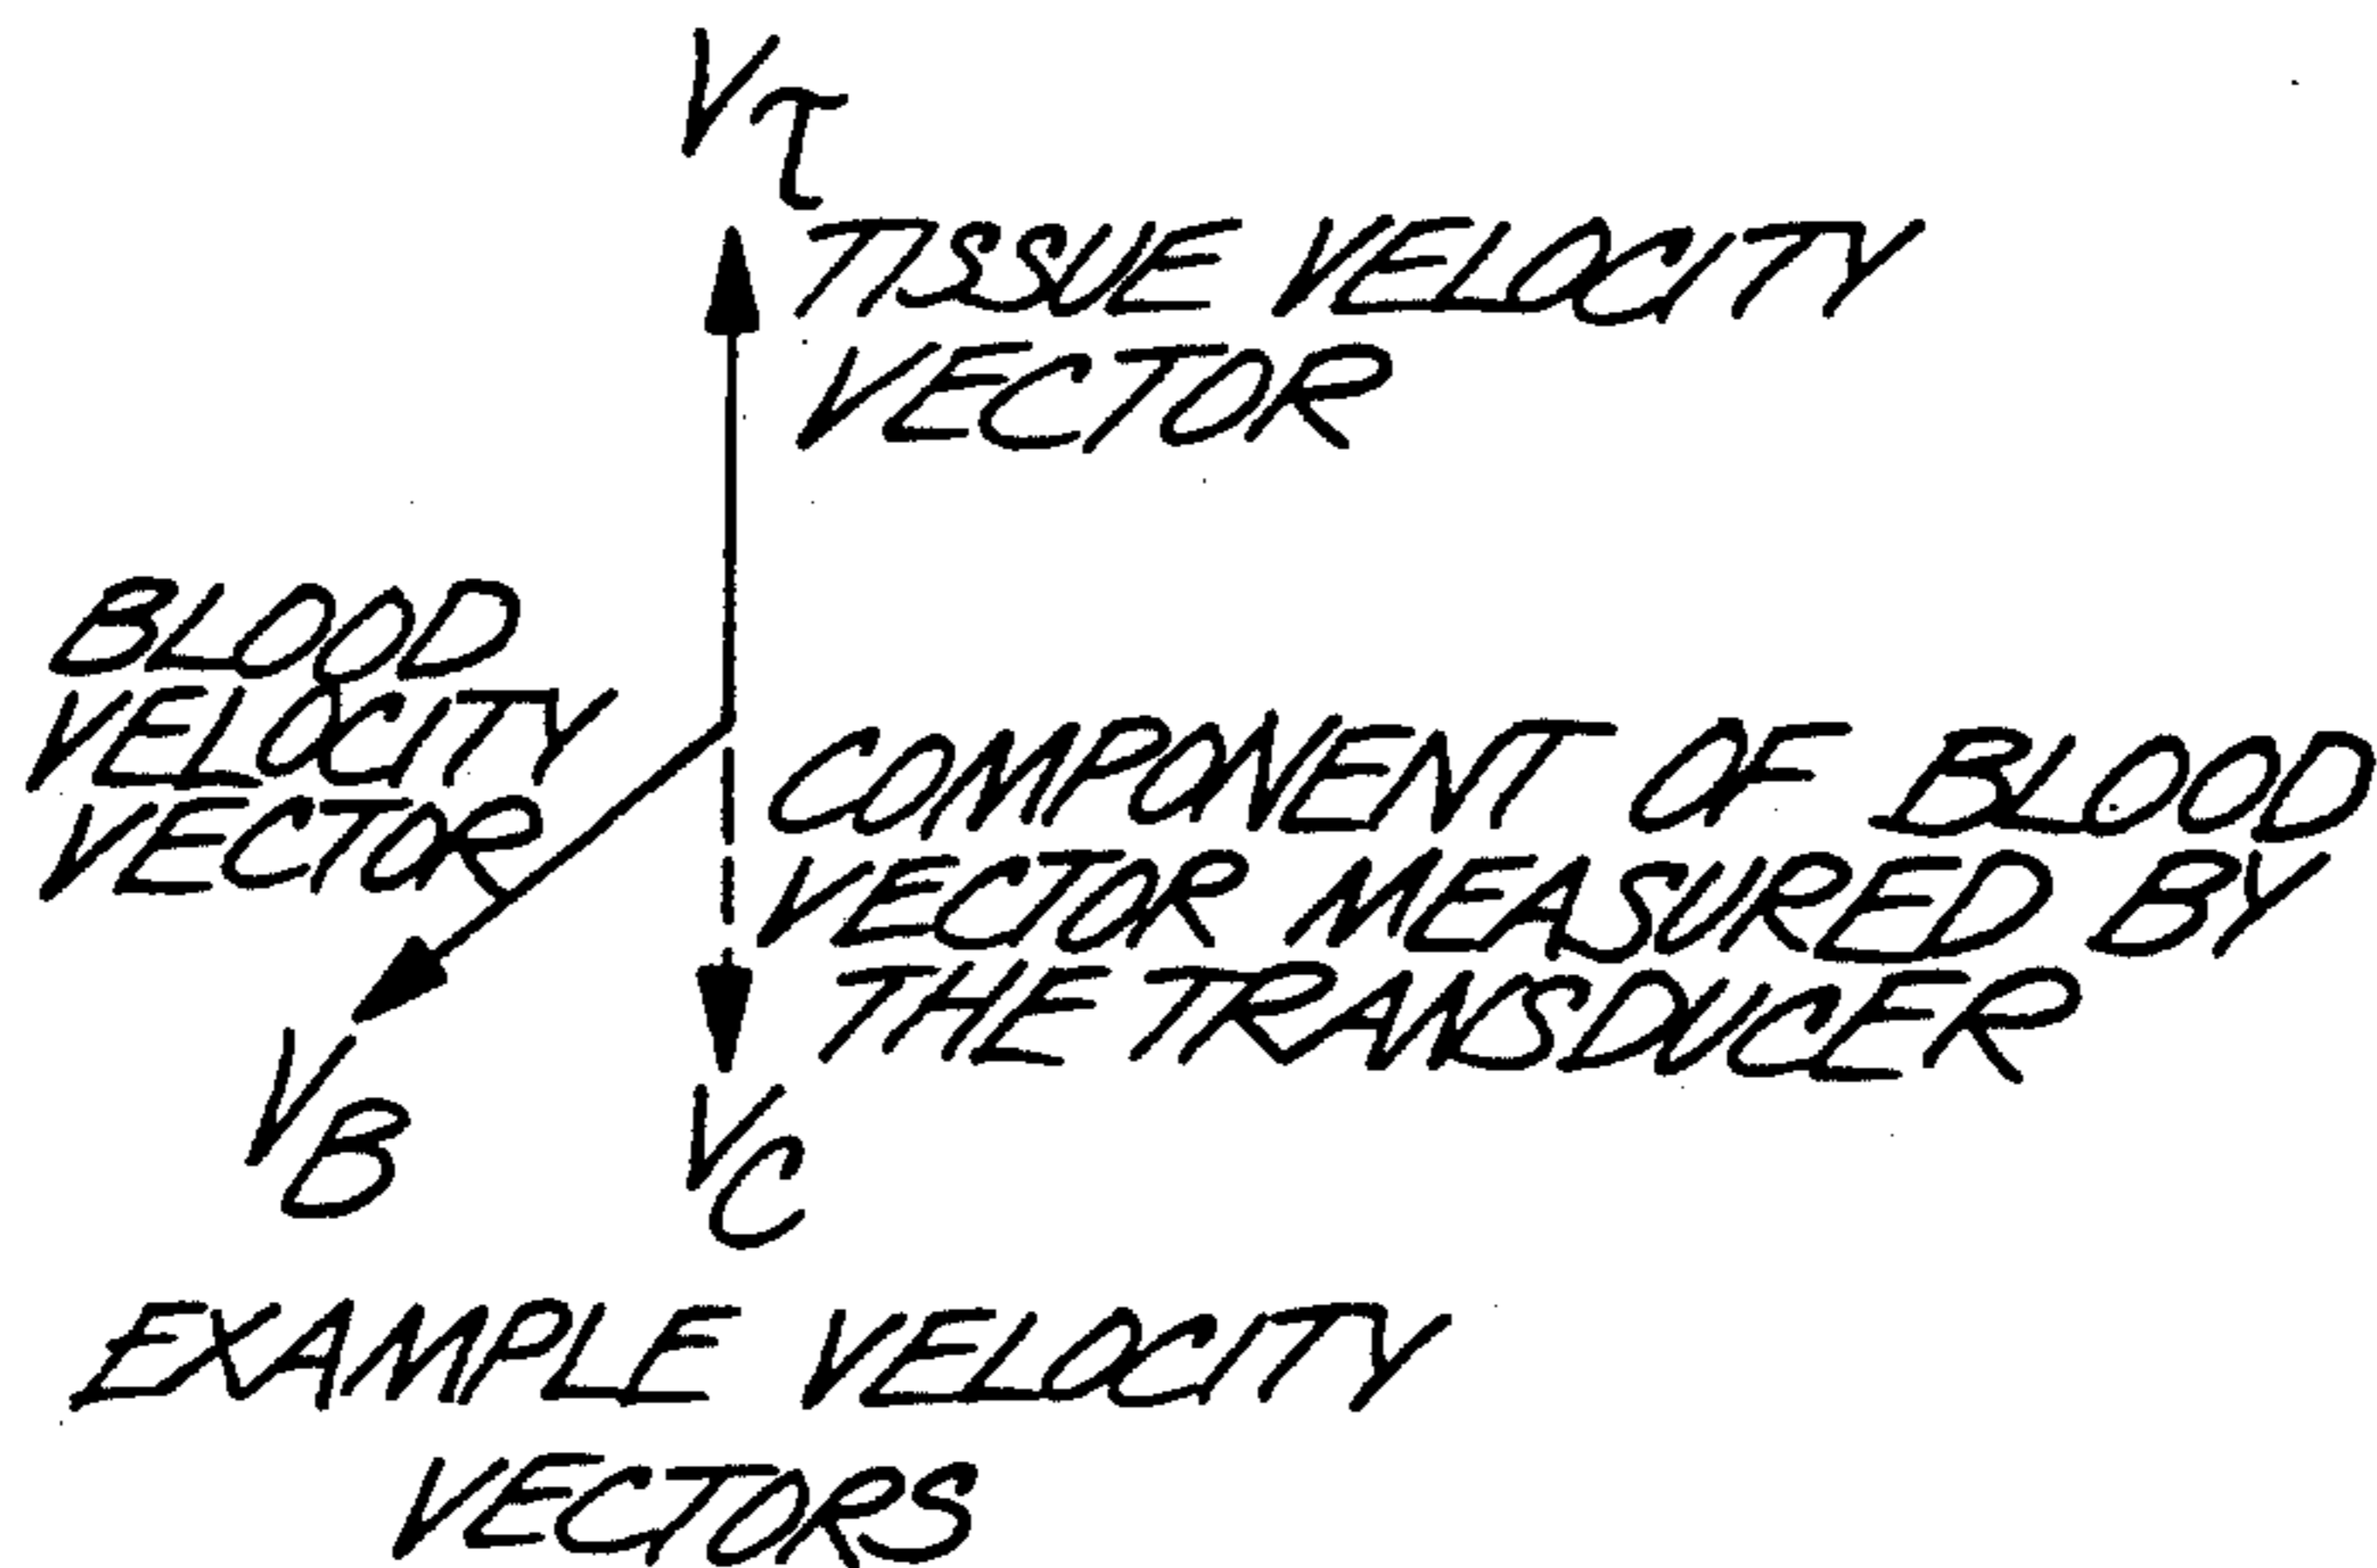 Vτ
TISSUE VELOCITY
VECTOR
BLOOD
VELOCITY
VECTOR
COMPONENT OF BLOOD
VECTOR MEASURED BY
THE TRANSDUCER
VB
VC
EXAMPLE VELOCITY
VECTORS